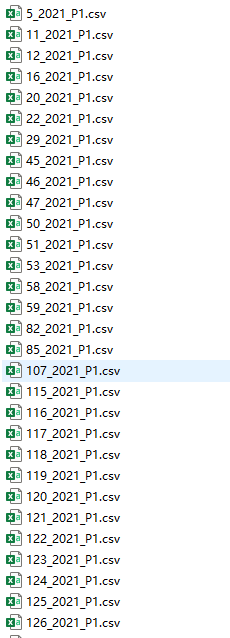 5_2021_P1.csv
11_2021_P1.csv
12_2021_P1.csv
16_2021_P1.csv
20_2021_P1.csv
22_2021_P1.csv
29_2021_P1.csv
45_2021_P1.csv
46_2021_P1.csv
47_2021_P1.csv
50_2021_P1.csv
51_2021_P1.csv
53_2021_P1.csv
58_2021_P1.csv
59_2021_P1.csv
82_2021_P1.csv
85_2021_P1.csv
107_2021_P1.csv
115_2021_P1.csv
116_2021_P1.csv
117_2021_P1.csv
118_2021_P1.csv
119_2021_P1.csv
120_2021_P1.csv
121_2021_P1.csv
122_2021_P1.csv
123_2021_P1.csv
124_2021_P1.csv
125_2021_P1.csv
126_2021_P1.csv